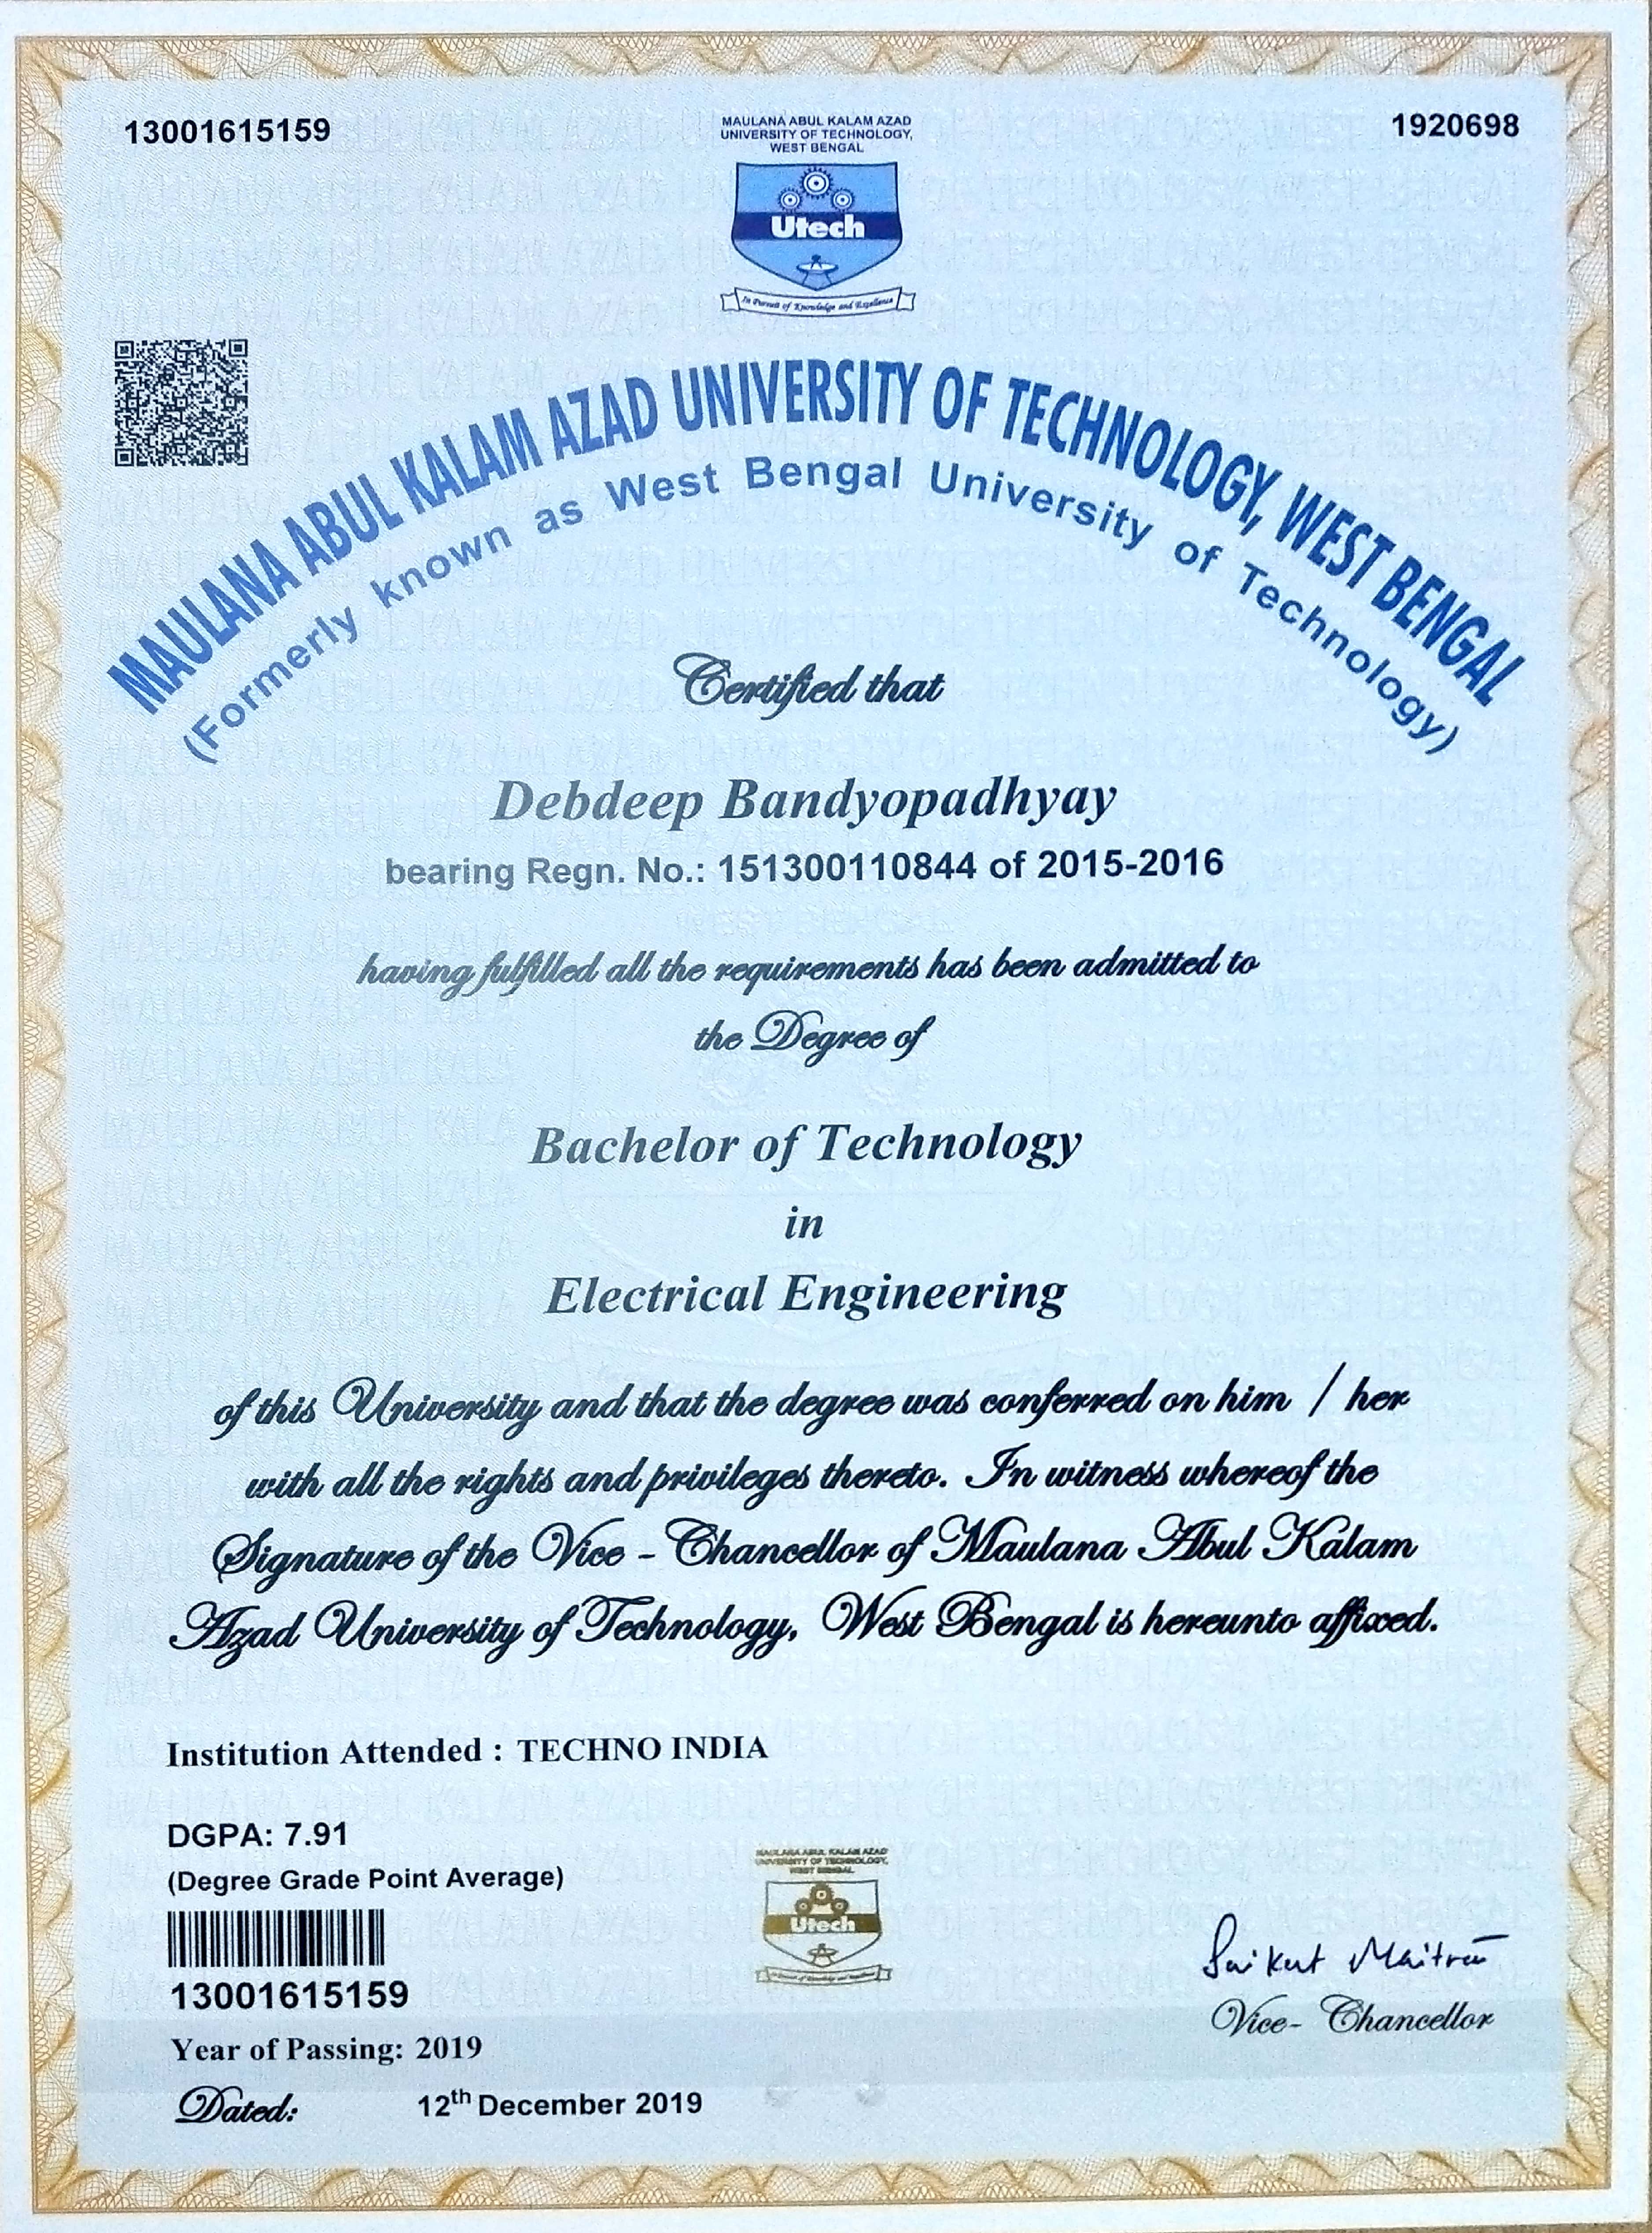 13001615159
1920698
MAULANA ABUL KALAM AZAD
UNIVERSITY OF TECHNOLOGY,
WEST BENGAL
Utech
In Pursuit of Knowledge and Excellence
MAULANA ABUL KALAM AZAD UNIVERSITY OF TECHNOLOGY, WEST BENGAL
(Formerly known as West Bengal University of Technology)
Certified that
Debdeep Bandyopadhyay
bearing Regn. No.: 151300110844 of 2015-2016
having fulfilled all the requirements has been admitted to
the Degree of
Bachelor of Technology
in
Electrical Engineering
of this University and that the degree was conferred on him / her
with all the rights and privileges thereto. In witness whereof the
Signature of the Vice - Chancellor of Maulana Abul Kalam
Azad University of Technology, West Bengal is hereunto affixed.
Institution Attended : TECHNO INDIA
DGPA: 7.91
(Degree Grade Point Average)
13001615159
Year of Passing: 2019
Dated: 12th December 2019
MAULANA ABUL KALAM AZAD
UNIVERSITY OF TECHNOLOGY,
WEST BENGAL
Utech
In Pursuit of Knowledge and Excellence
Saikat Maitra
Vice- Chancellor